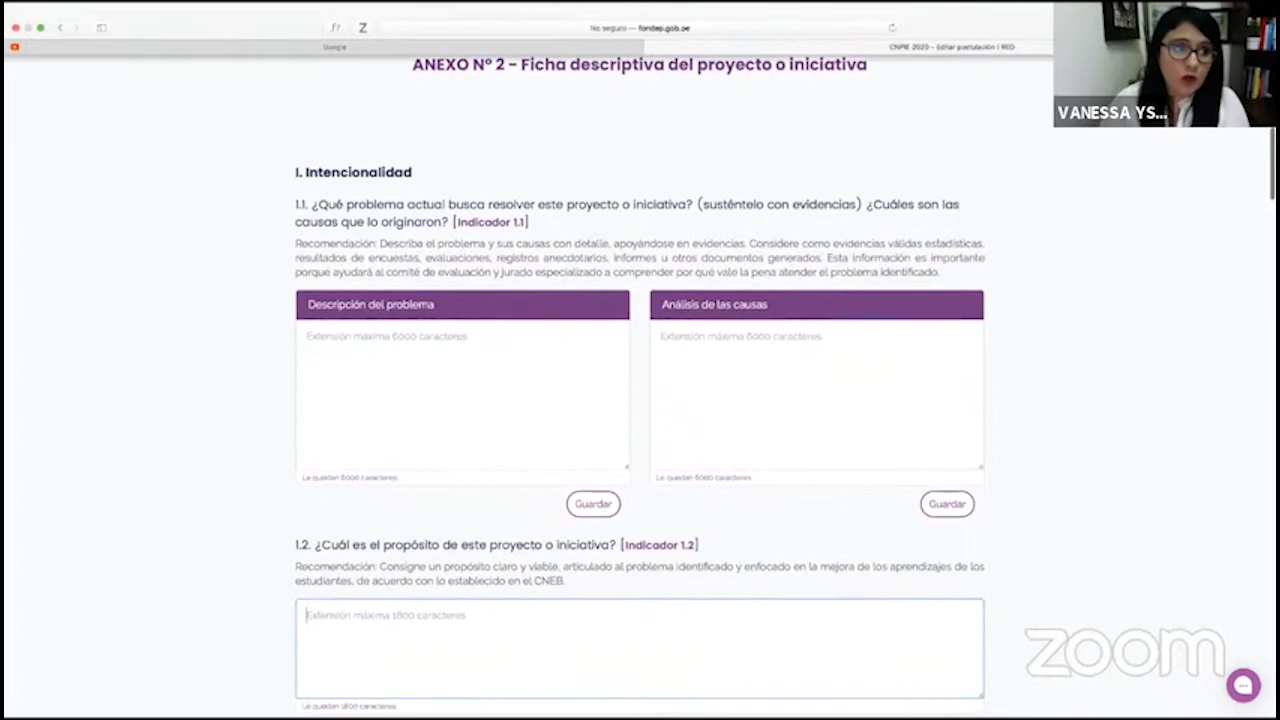 No seguro — fondep.gob.pe
Google
CNPIE 2020 - Editar postulación | RED
VANESSA YS...
ANEXO N° 2 - Ficha descriptiva del proyecto o iniciativa
I. Intencionalidad
1.1. ¿Qué problema actual busca resolver este proyecto o iniciativa? (susténtelo con evidencias) ¿Cuáles son las
causas que lo originaron? [Indicador 1.1]
Recomendación: Describa el problema y sus causas con detalle, apoyándose en evidencias. Considere como evidencias válidas estadísticas,
resultados de encuestas, evaluaciones, registros anecdotarios, informes u otros documentos generados. Esta información es importante
porque ayudará al comité de evaluación y jurado especializado a comprender por qué vale la pena atender el problema identificado.
Descripción del problema
Análisis de las causas
Extensión máxima 6000 caracteres
Extensión máxima 6000 caracteres
Le quedan 6000 caracteres.
Le quedan 6000 caracteres.
Guardar
Guardar
1.2. ¿Cuál es el propósito de este proyecto o iniciativa? [Indicador 1.2]
Recomendación: Consigne un propósito claro y viable, articulado al problema identificado y enfocado en la mejora de los aprendizajes de los
estudiantes, de acuerdo con lo establecido en el CNEB.
Extensión máxima 1800 caracteres
Le quedan 1800 caracteres.
zoom